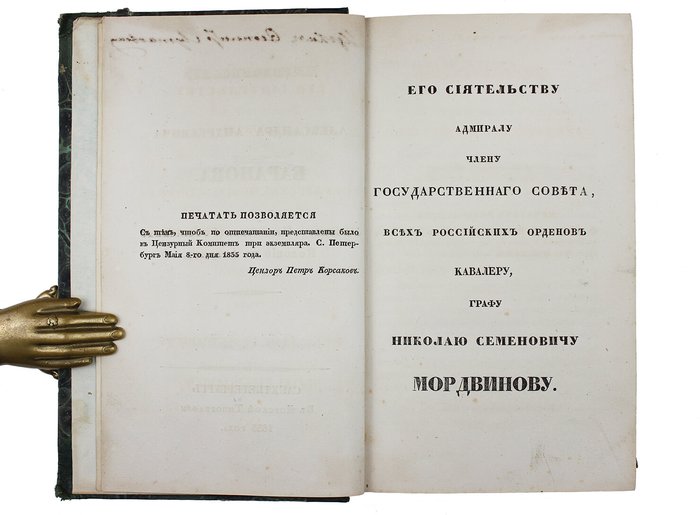 ПЕЧАТАТЬ ПОЗВОЛЯЕТСЯ
Съ тѣмъ, чтобъ по отпечатаніи, представлены было
въ Цензурный Комитетъ три экземпляра. С. Петер-
бургъ Маія 8-го дня 1835 года.
Цензоръ Петръ Корсаковъ.
ЕГО СІЯТЕЛЬСТВУ
АДМИРАЛУ
ЧЛЕНУ
ГОСУДАРСТВЕННАГО СОВѢТА,
ВСѢХЪ РОССІЙСКИХЪ ОРДЕНОВЪ
КАВАЛЕРУ,
ГРАФУ
НИКОЛАЮ СЕМЕНОВИЧУ
МОРДВИНОВУ.